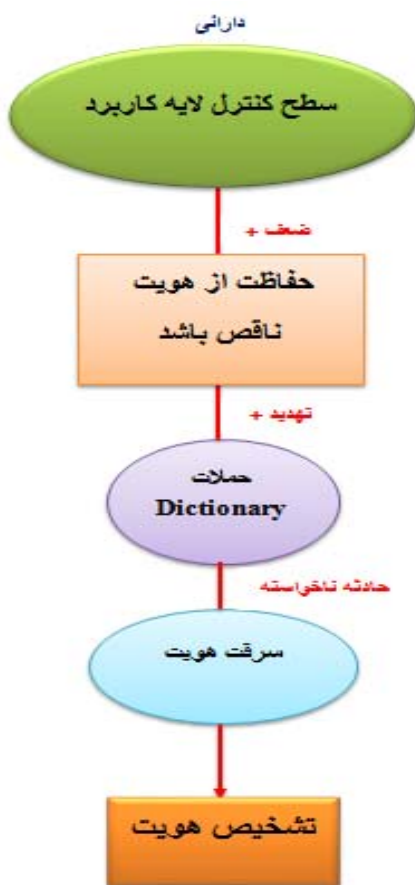 دارائی
سطح کنترل لایه کاربرد
ضعف +
حفاظت از هویت
ناقص باشد
تهدید +
حملات
Dictionary
حادثه ناخواسته
سرقت هویت
تشخیص هویت